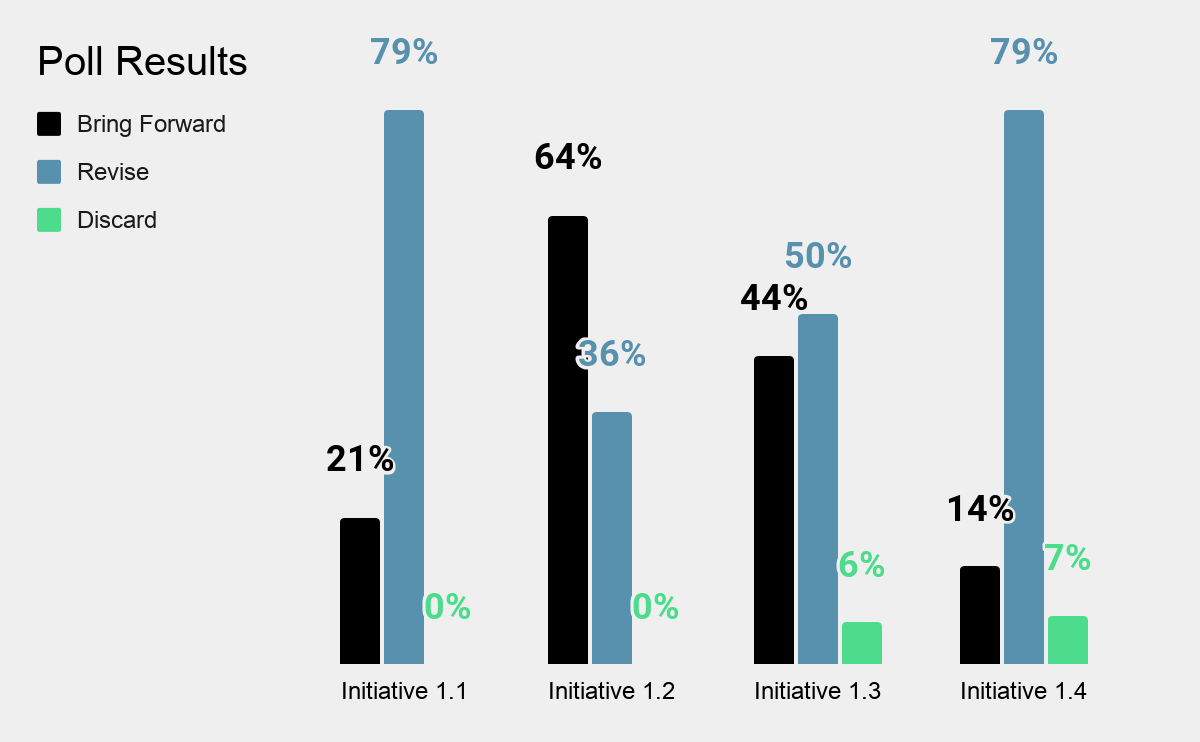 Poll Results
Bring Forward
Revise
Discard
79%
79%
64%
50%
44%
36%
21%
14%
7%
6%
0%
0%
Initiative 1.1
Initiative 1.2
Initiative 1.3
Initiative 1.4